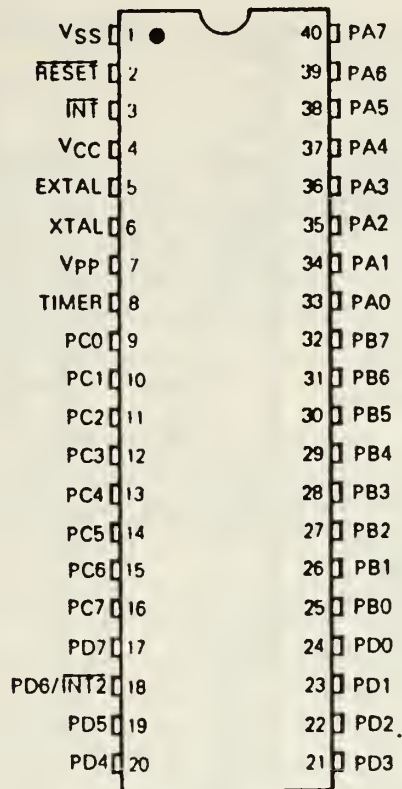 VSS 1 40 PA7
RESET 2 39 PA6
INT 3 38 PA5
VCC 4 37 PA4
EXTAL 5 36 PA3
XTAL 6 35 PA2
VPP 7 34 PA1
TIMER 8 33 PA0
PC0 9 32 PB7
PC1 10 31 PB6
PC2 11 30 PB5
PC3 12 29 PB4
PC4 13 28 PB3
PC5 14 27 PB2
PC6 15 26 PB1
PC7 16 25 PB0
PD7 17 24 PD0
PD6/INT2 18 23 PD1
PD5 19 22 PD2
PD4 20 21 PD3